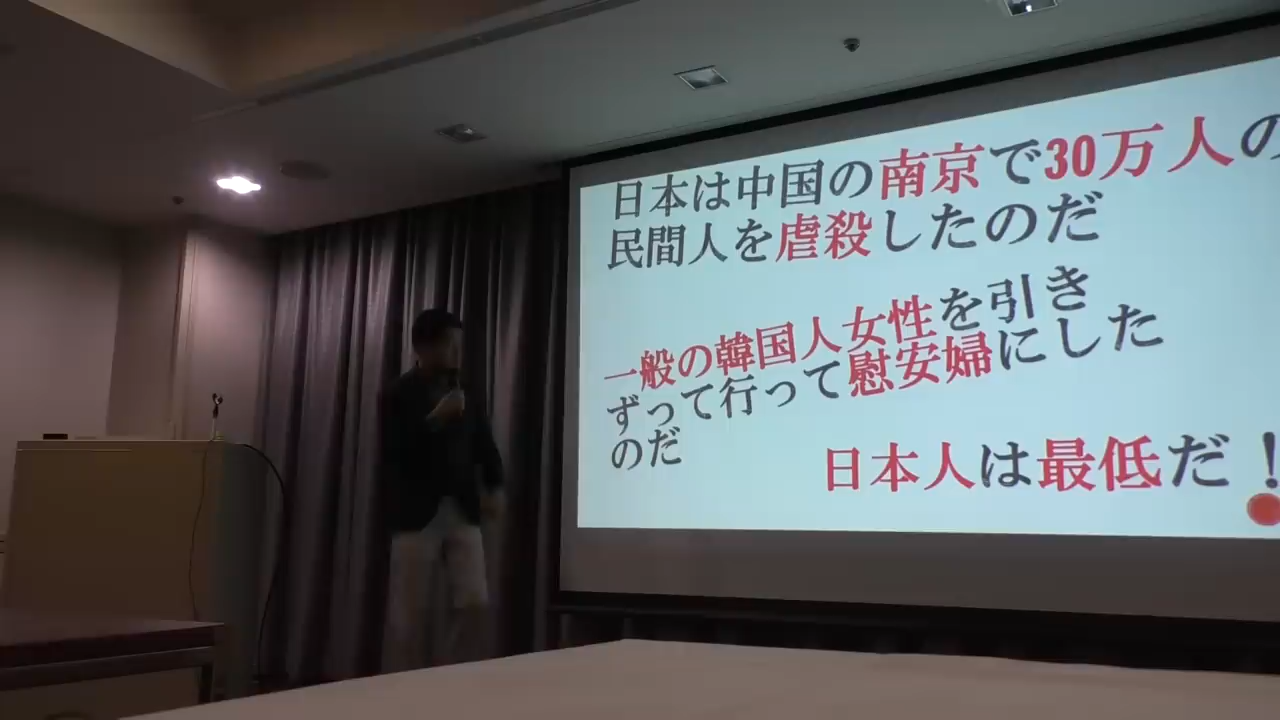 日本は中国の南京で30万人の
民間人を虐殺したのだ
一般の韓国人女性を引き
ずって行って慰安婦にした
のだ
日本人は最低だ！